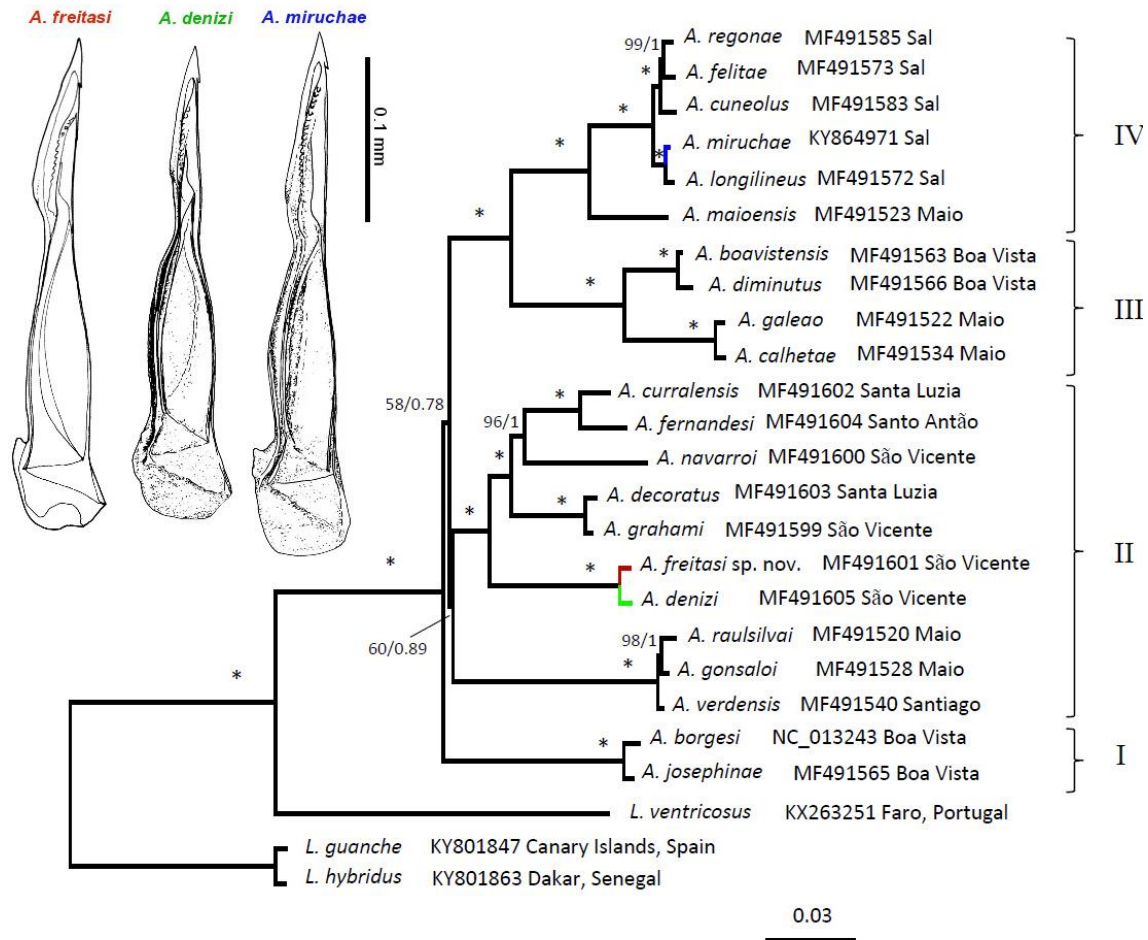 A. freitasi
A. denizi
A. miruchae
0.1 mm
99/1
*
*
*
*
*
*
*
*
*
58/0.78
96/1
*
*
*
*
*
60/0.89
98/1
*
*
*
A. regonae MF491585 Sal
A. felitae MF491573 Sal
A. cuneolus MF491583 Sal
A. miruchae KY864971 Sal
A. longilineus MF491572 Sal
A. maioensis MF491523 Maio
IV
A. boavistensis MF491563 Boa Vista
A. diminutus MF491566 Boa Vista
A. galeao MF491522 Maio
A. calhetae MF491534 Maio
III
A. curralensis MF491602 Santa Luzia
A. fernandesi MF491604 Santo Antão
A. navarroi MF491600 São Vicente
A. decoratus MF491603 Santa Luzia
A. grahami MF491599 São Vicente
A. freitasi sp. nov. MF491601 São Vicente
A. denizi MF491605 São Vicente
A. raulsilvai MF491520 Maio
A. gonsaloi MF491528 Maio
A. verdensis MF491540 Santiago
II
A. borgesi NC_013243 Boa Vista
A. josephinae MF491565 Boa Vista
I
L. ventricosus KX263251 Faro, Portugal
L. guanche KY801847 Canary Islands, Spain
L. hybridus KY801863 Dakar, Senegal
0.03